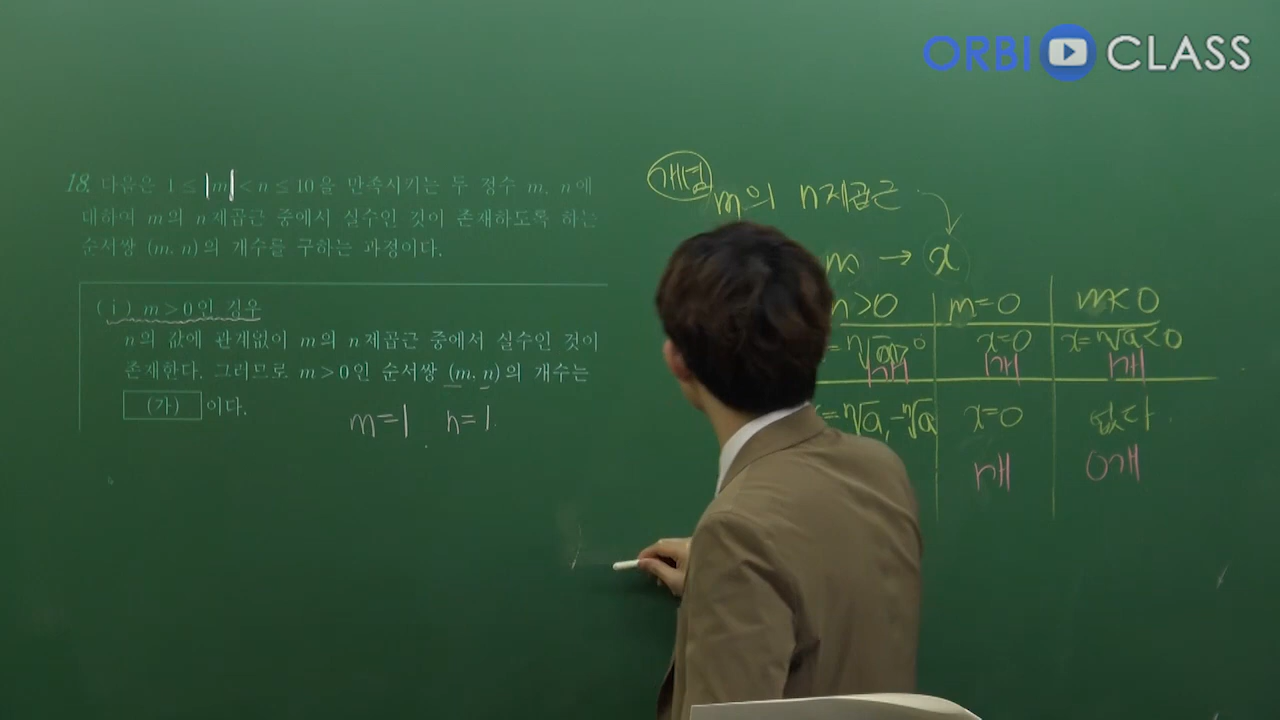 ORBI CLASS
18. 다음은 1 ≤ |m| < n ≤ 10을 만족시키는 두 정수 m, n에
대하여 m의 n제곱근 중에서 실수인 것이 존재하도록 하는
순서쌍 (m, n)의 개수를 구하는 과정이다.
(i) m > 0인 경우
n의 값에 관계없이 m의 n제곱근 중에서 실수인 것이
존재한다. 그러므로 m > 0인 순서쌍 (m, n)의 개수는
(가) 이다.
m=1 n=1
개념
m의 n제곱근
m → x
>0 m=0 m<0
x=0 x=ⁿ√a<0
1개 1개 1개
ⁿ√a, -ⁿ√a x=0 없다
1개 0개